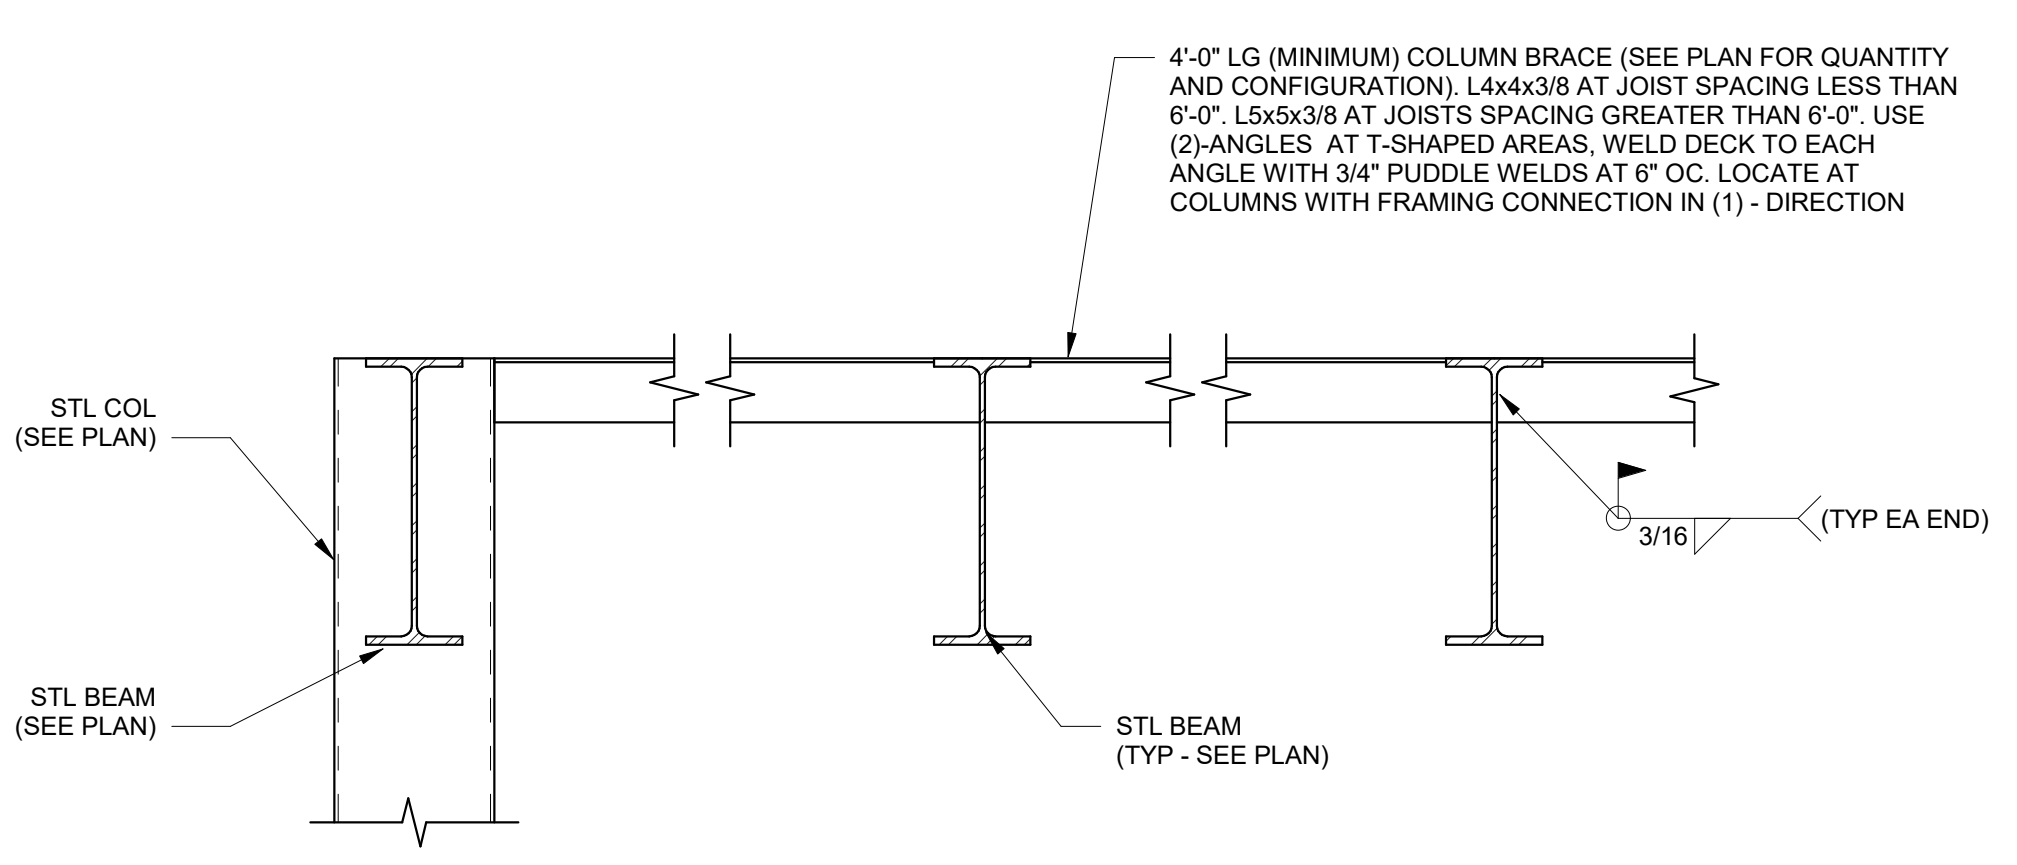 4'-0" LG (MINIMUM) COLUMN BRACE (SEE PLAN FOR QUANTITY
AND CONFIGURATION). L4x4x3/8 AT JOIST SPACING LESS THAN
6'-0". L5x5x3/8 AT JOISTS SPACING GREATER THAN 6'-0". USE
(2)-ANGLES AT T-SHAPED AREAS, WELD DECK TO EACH
ANGLE WITH 3/4" PUDDLE WELDS AT 6" OC. LOCATE AT
COLUMNS WITH FRAMING CONNECTION IN (1) - DIRECTION
STL COL
(SEE PLAN)
3/16
(TYP EA END)
STL BEAM
(SEE PLAN)
STL BEAM
(TYP - SEE PLAN)